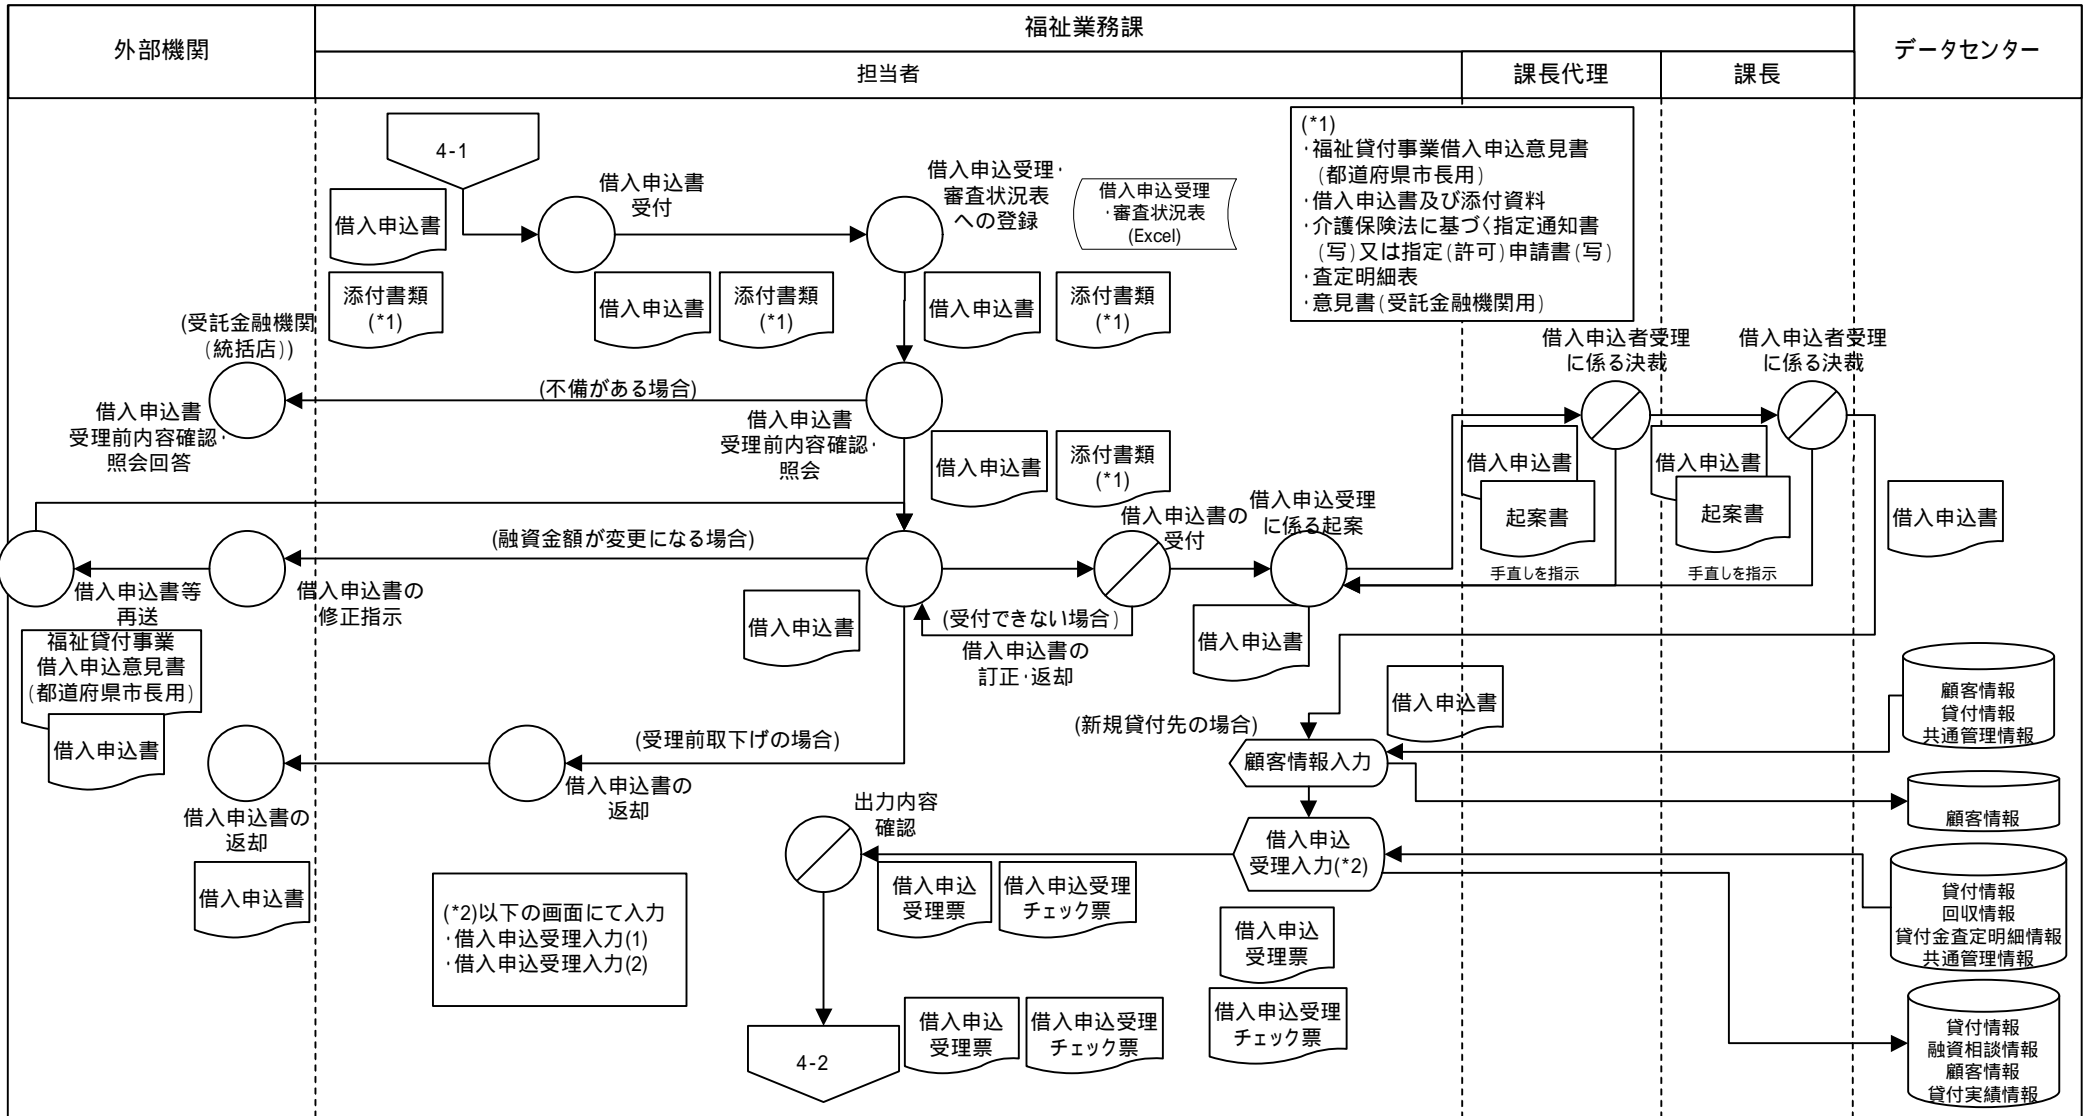 外部機関
福祉業務課
データセンター
担当者
課長代理
課長
4-1
借入申込書
添付書類
(*1)
借入申込書
受付
借入申込書
添付書類
(*1)
借入申込受理・
審査状況表
への登録
借入申込受理
・審査状況表
(Excel)
借入申込書
添付書類
(*1)
(*1)
・福祉貸付事業借入申込意見書
(都道府県市長用)
・借入申込書及び添付資料
・介護保険法に基づく指定通知書
(写)又は指定(許可)申請書(写)
・査定明細表
・意見書(受託金融機関用)
(受託金融機関
(統括店))
借入申込書
受理前内容確認・
照会回答
(不備がある場合)
借入申込書
受理前内容確認・
照会
借入申込書
添付書類
(*1)
借入申込者受理
に係る決裁
借入申込者受理
に係る決裁
借入申込書
起案書
借入申込書
起案書
借入申込書
手直しを指示
手直しを指示
借入申込書等
再送
借入申込書の
修正指示
(融資金額が変更になる場合)
借入申込書の
受付
借入申込受理
に係る起案
福祉貸付事業
借入申込意見書
(都道府県市長用)
借入申込書
借入申込書
(受付できない場合)
借入申込書の
訂正・返却
借入申込書
借入申込書の
返却
借入申込書
借入申込書の
返却
(受理前取下げの場合)
(新規貸付先の場合)
借入申込書
顧客情報入力
顧客情報
貸付情報
共通管理情報
顧客情報
出力内容
確認
借入申込
受理入力(*2)
貸付情報
回収情報
貸付金査定明細情報
共通管理情報
借入申込
受理票
借入申込受理
チェック票
(*2)以下の画面にて入力
・借入申込受理入力(1)
・借入申込受理入力(2)
借入申込
受理票
借入申込受理
チェック票
4-2
借入申込
受理票
借入申込受理
チェック票
貸付情報
融資相談情報
顧客情報
貸付実績情報